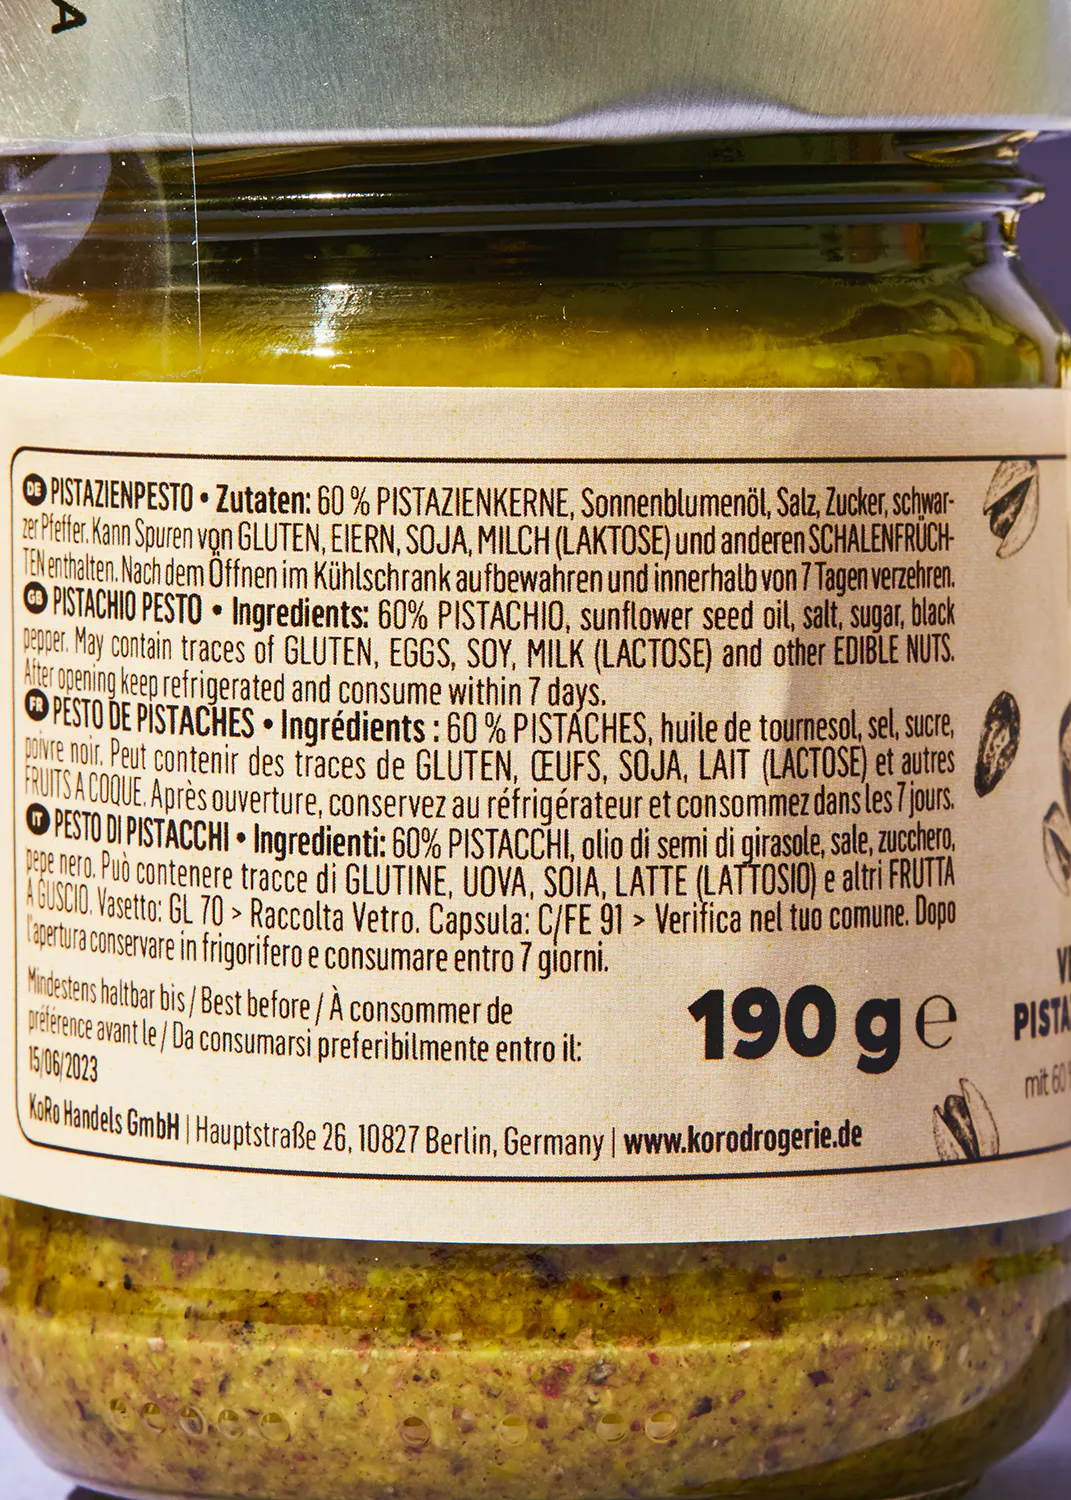 A
DE PISTAZIENPESTO • Zutaten: 60 % PISTAZIENKERNE, Sonnenblumenöl, Salz, Zucker, schwar-
zer Pfeffer. Kann Spuren von GLUTEN, EIERN, SOJA, MILCH (LAKTOSE) und anderen SCHALENFRÜCH-
TEN enthalten. Nach dem Öffnen im Kühlschrank aufbewahren und innerhalb von 7 Tagen verzehren.
GB PISTACHIO PESTO • Ingredients: 60% PISTACHIO, sunflower seed oil, salt, sugar, black
pepper. May contain traces of GLUTEN, EGGS, SOY, MILK (LACTOSE) and other EDIBLE NUTS.
After opening keep refrigerated and consume within 7 days.
FR PESTO DE PISTACHES • Ingrédients : 60 % PISTACHES, huile de tournesol, sel, sucre,
poivre noir. Peut contenir des traces de GLUTEN, ŒUFS, SOJA, LAIT (LACTOSE) et autres
FRUITS A COQUE. Après ouverture, conservez au réfrigérateur et consommez dans les 7 jours.
IT PESTO DI PISTACCHI • Ingredienti: 60% PISTACCHI, olio di semi di girasole, sale, zucchero,
pepe nero. Può contenere tracce di GLUTINE, UOVA, SOIA, LATTE (LATTOSIO) e altri FRUTTA
A GUSCIO. Vasetto: GL 70 > Raccolta Vetro. Capsula: C/FE 91 > Verifica nel tuo comune. Dopo
l'apertura conservare in frigorifero e consumare entro 7 giorni.
Mindestens haltbar bis / Best before / À consommer de
préférence avant le / Da consumarsi preferibilmente entro il:
15/06/2023
190 g e
KoRo Handels GmbH | Hauptstraße 26, 10827 Berlin, Germany | www.korodrogerie.de
PISTA
mit 60